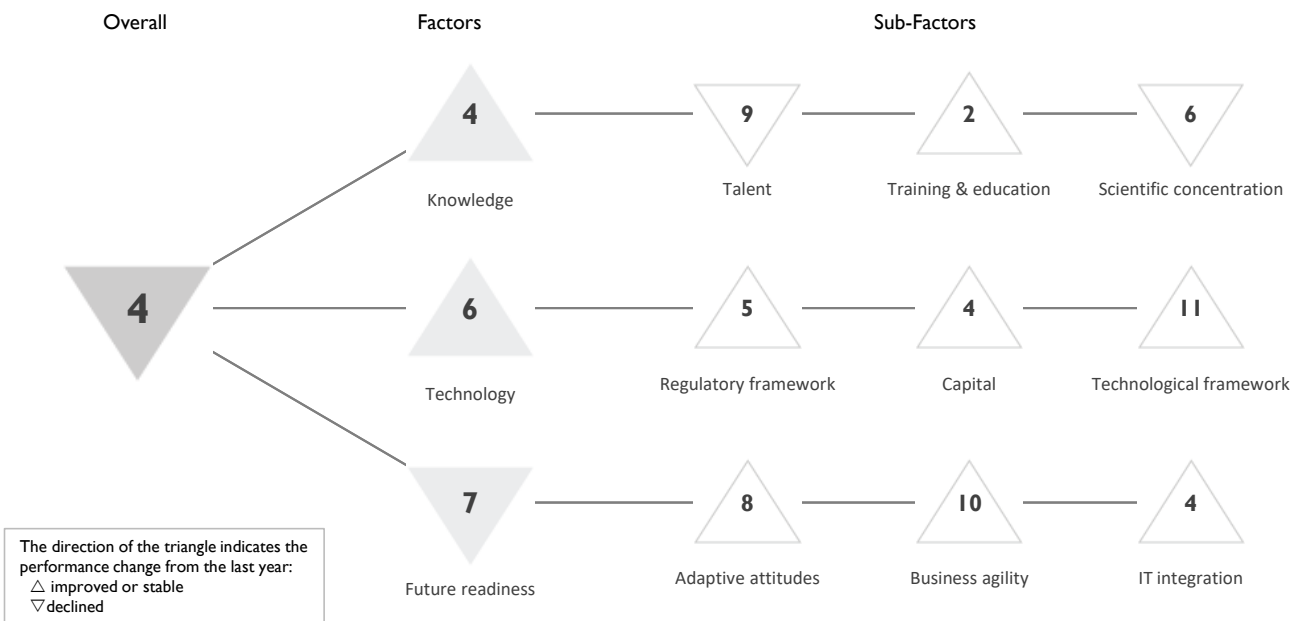 Overall
Factors
Sub-Factors
4
9
2
6
Knowledge
Talent
Training & education
Scientific concentration
4
6
5
4
11
Technology
Regulatory framework
Capital
Technological framework
7
8
10
4
Future readiness
Adaptive attitudes
Business agility
IT integration
The direction of the triangle indicates the
performance change from the last year:
△ improved or stable
▽ declined